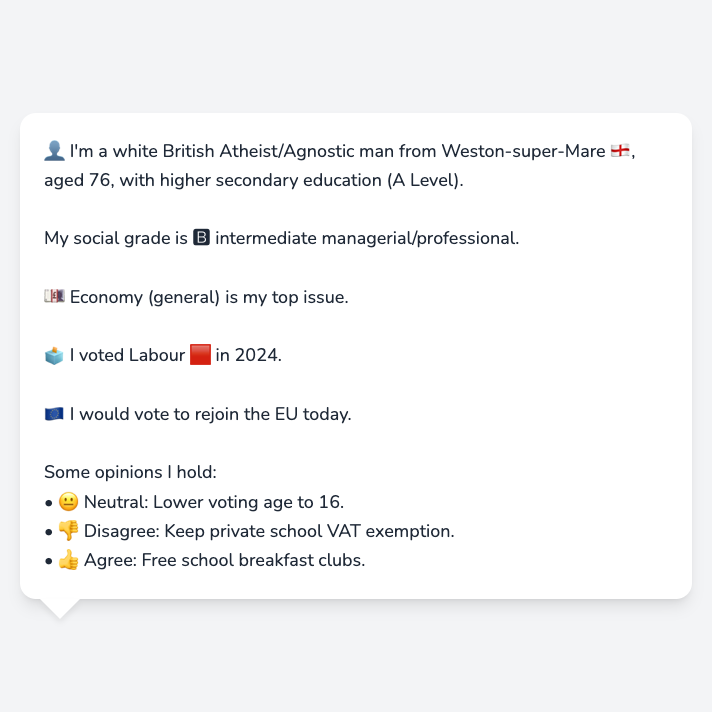 👤 I'm a white British Atheist/Agnostic man from Weston-super-Mare 🏴󠁧󠁢󠁥󠁮󠁧󠁿,
aged 76, with higher secondary education (A Level).
My social grade is 🅱 intermediate managerial/professional.
💷 Economy (general) is my top issue.
🗳️ I voted Labour 🟥 in 2024.
🇪🇺 I would vote to rejoin the EU today.
Some opinions I hold:
• 😐 Neutral: Lower voting age to 16.
• 👎 Disagree: Keep private school VAT exemption.
• 👍 Agree: Free school breakfast clubs.